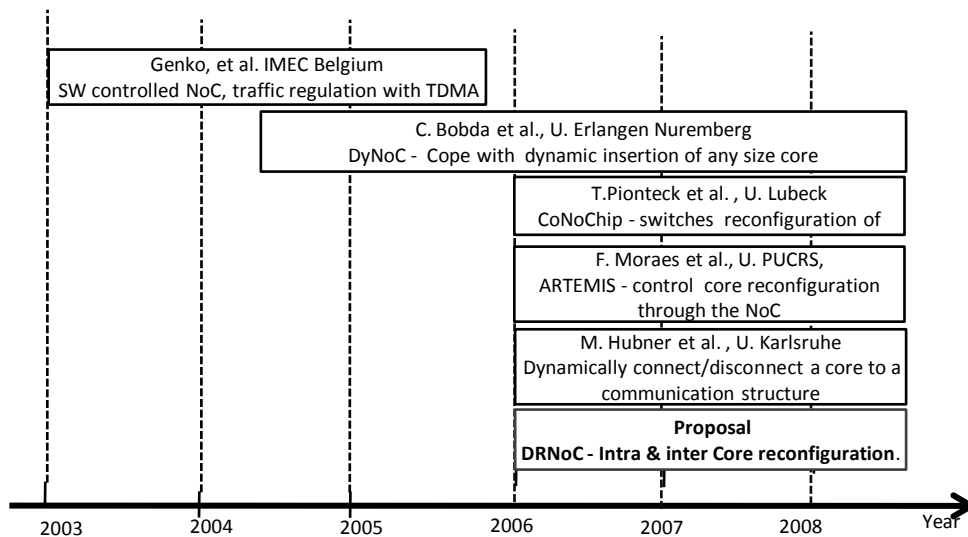 Genko, et al. IMEC Belgium
SW controlled NoC, traffic regulation with TDMA
C. Bobda et al., U. Erlangen Nuremberg
DyNoC - Cope with dynamic insertion of any size core
T.Pionteck et al. , U. Lubeck
CoNoChip - switches reconfiguration of
F. Moraes et al., U. PUCRS,
ARTEMIS - control core reconfiguration
through the NoC
M. Hubner et al. , U. Karlsruhe
Dynamically connect/disconnect a core to a
communication structure
Proposal
DRNoC - Intra & inter Core reconfiguration.
2003 2004 2005 2006 2007 2008 Year